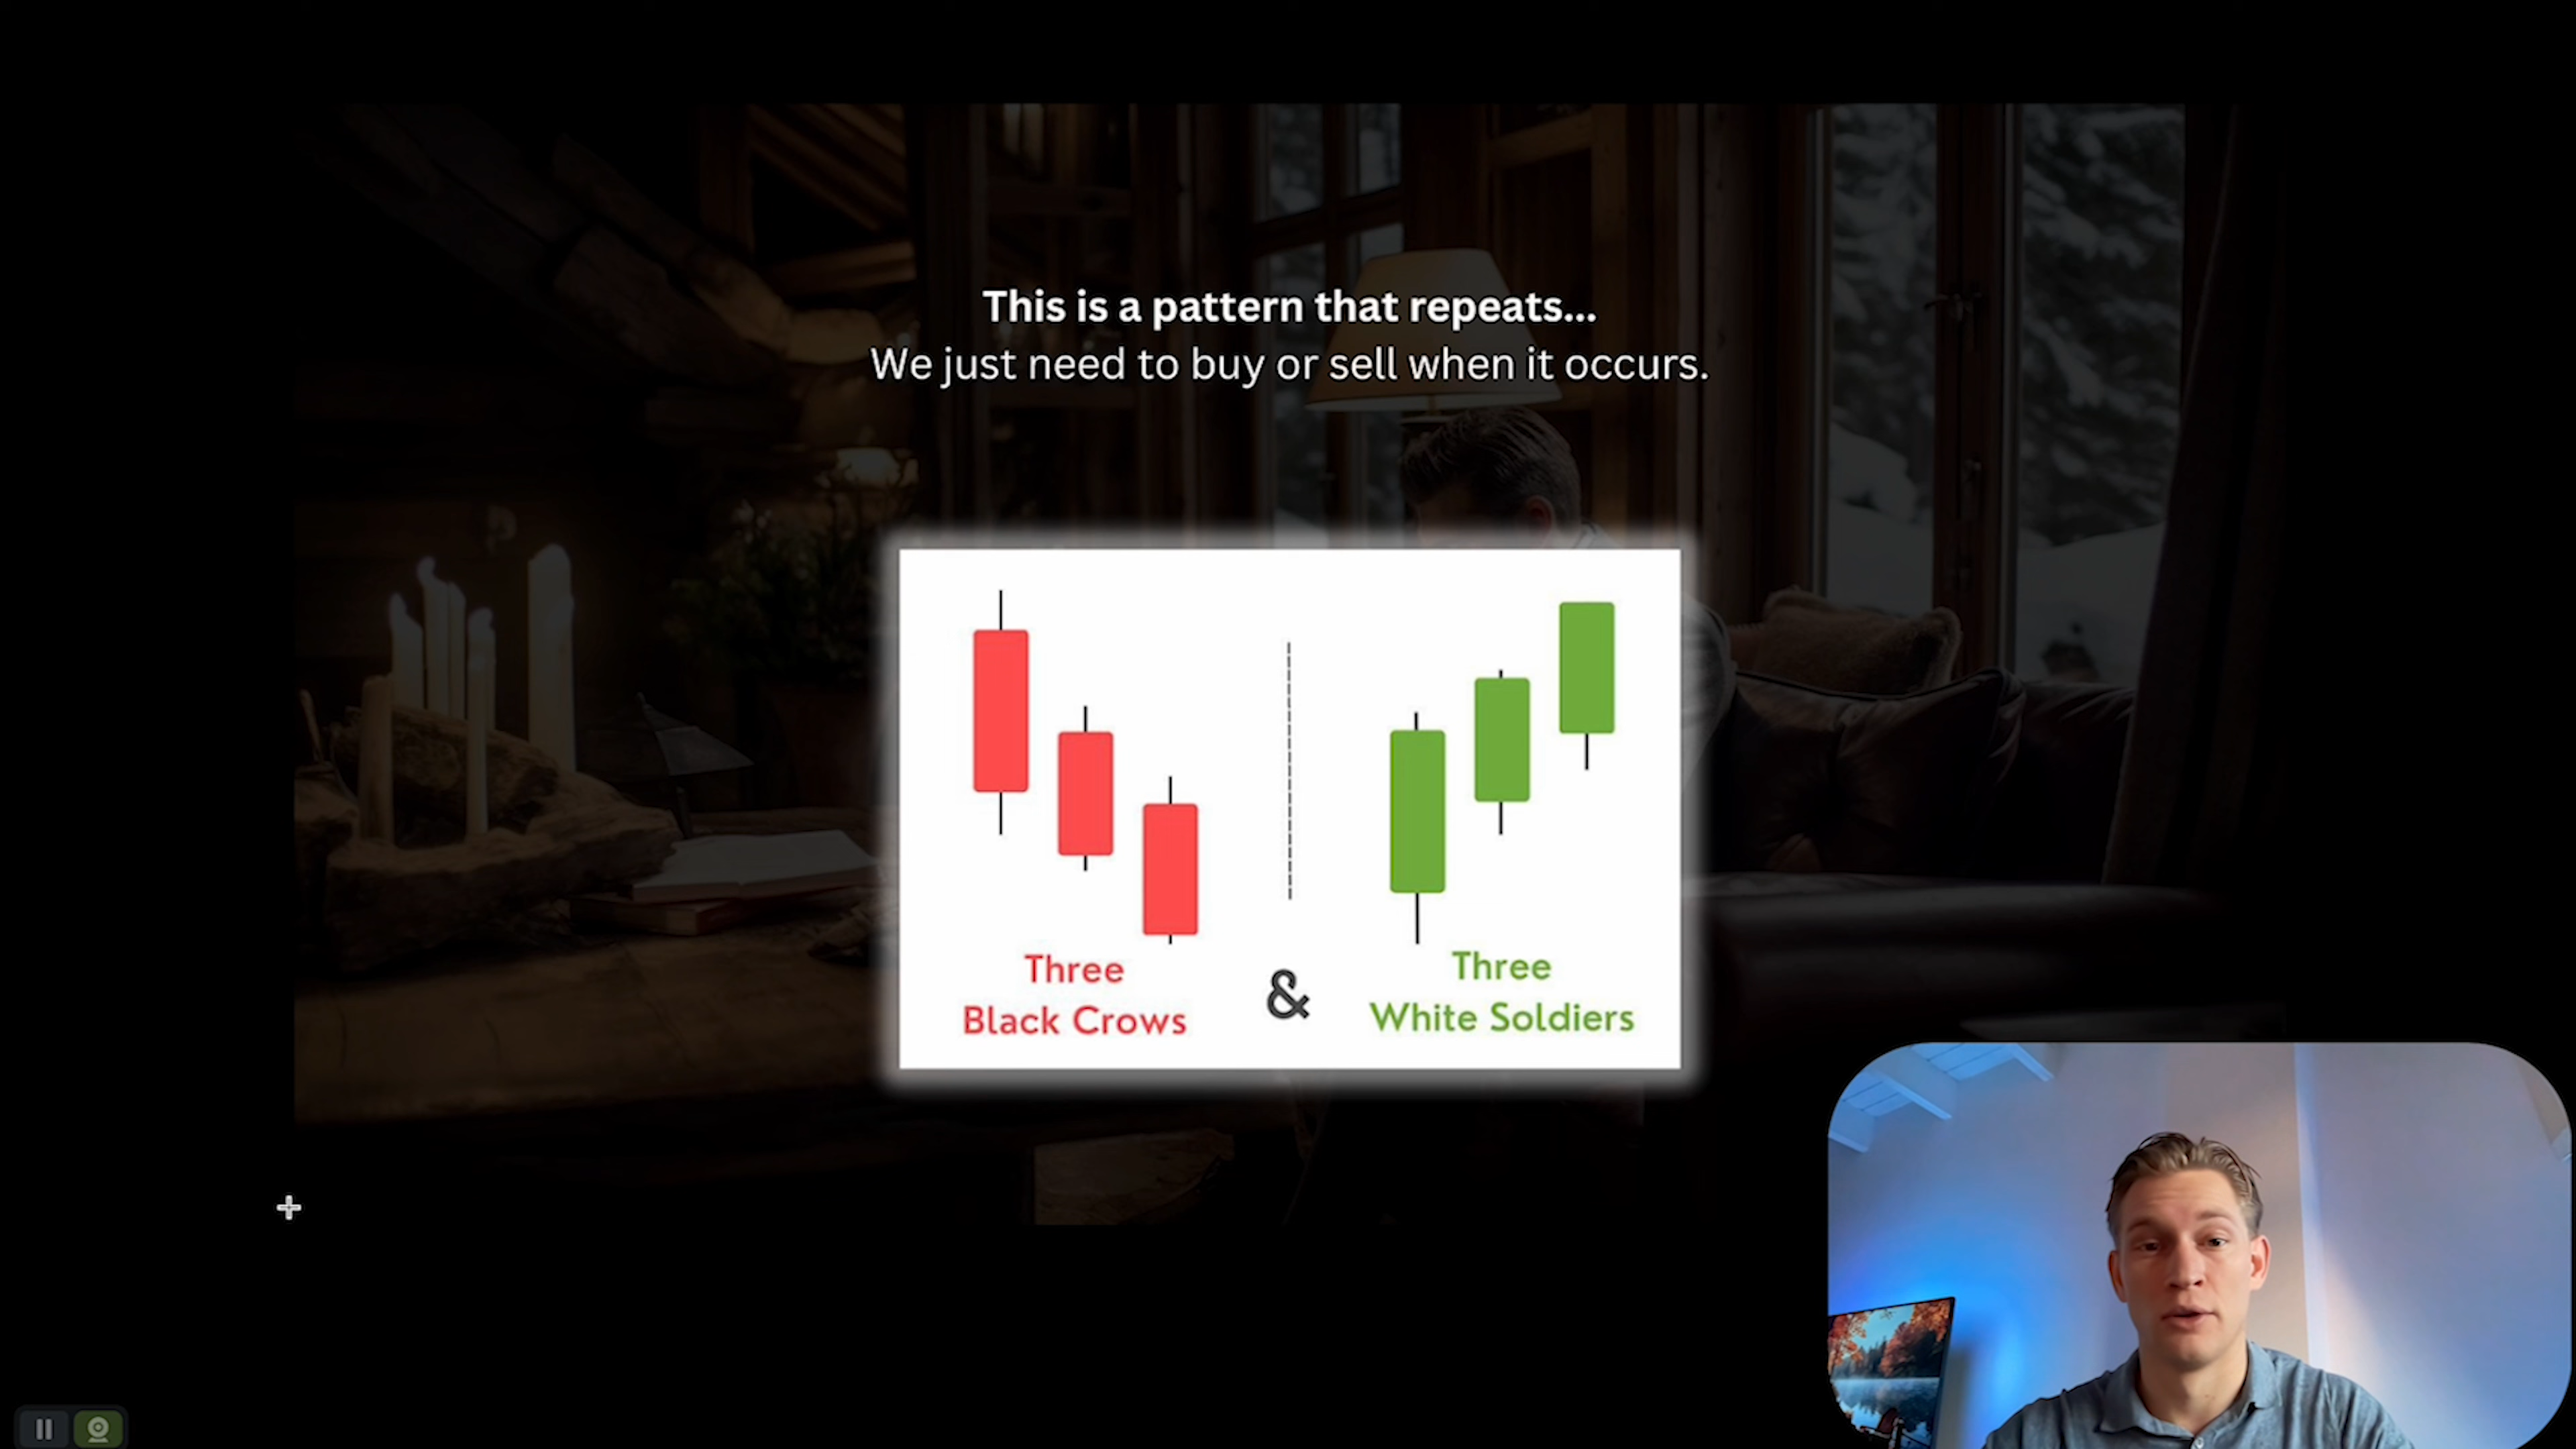 This is a pattern that repeats...
We just need to buy or sell when it occurs.
Three
Black Crows
&
Three
White Soldiers